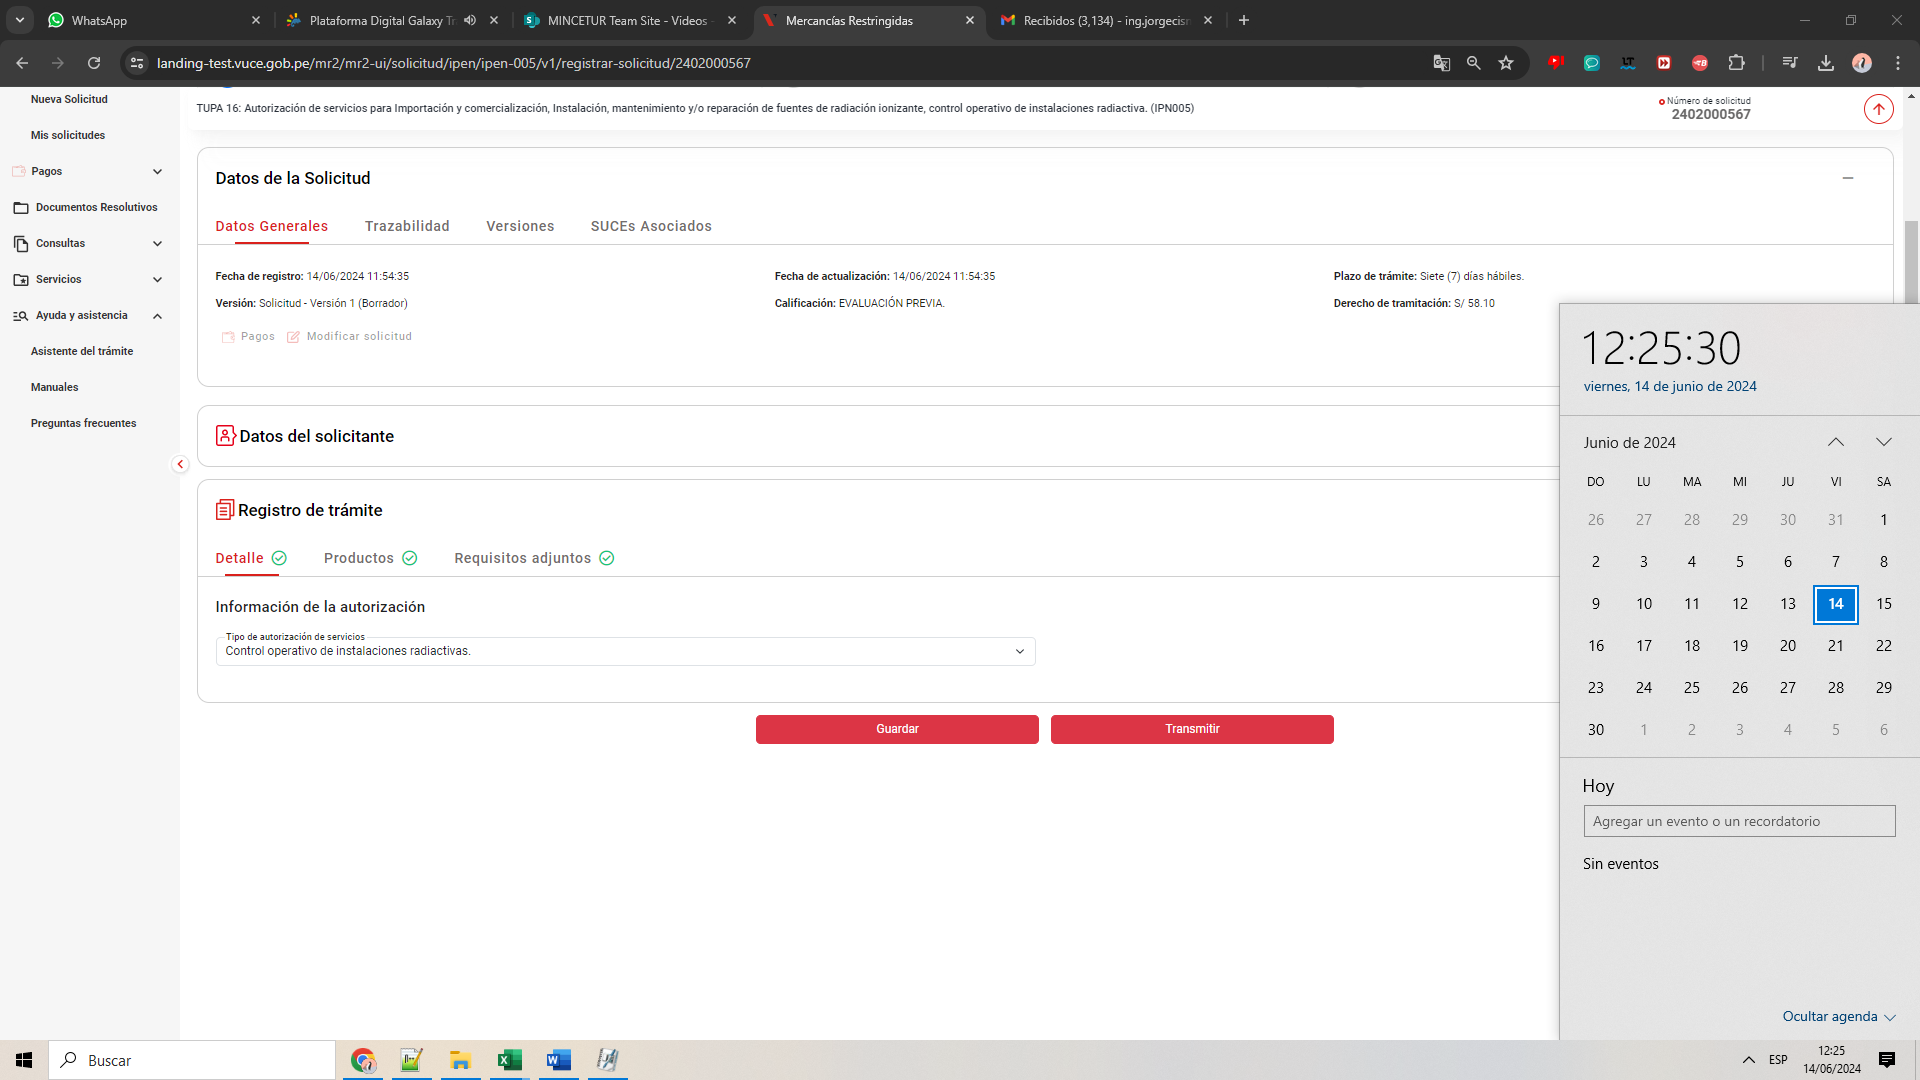 WhatsApp
Plataforma Digital Galaxy Tr
MINCETUR Team Site - Videos -
Mercancías Restringidas
Recibidos (3,134) - ing.jorgecisn
landing-test.vuce.gob.pe/mr2/mr2-ui/solicitud/ipen/ipen-005/v1/registrar-solicitud/2402000567
Nueva Solicitud
Mis solicitudes
Pagos
Documentos Resolutivos
Consultas
Servicios
Ayuda y asistencia
Asistente del trámite
Manuales
Preguntas frecuentes
TUPA 16: Autorización de servicios para Importación y comercialización, Instalación, mantenimiento y/o reparación de fuentes de radiación ionizante, control operativo de instalaciones radiactiva. (IPN005)
Número de solicitud
2402000567
Datos de la Solicitud
Datos Generales Trazabilidad Versiones SUCEs Asociados
Fecha de registro: 14/06/2024 11:54:35 Fecha de actualización: 14/06/2024 11:54:35 Plazo de trámite: Siete (7) días hábiles.
Versión: Solicitud - Versión 1 (Borrador) Calificación: EVALUACIÓN PREVIA. Derecho de tramitación: S/ 58.10
Pagos Modificar solicitud
Datos del solicitante
Registro de trámite
Detalle Productos Requisitos adjuntos
Información de la autorización
Tipo de autorización de servicios
Control operativo de instalaciones radiactivas.
Guardar Transmitir
12:25:30
viernes, 14 de junio de 2024
Junio de 2024
DO LU MA MI JU VI SA
26 27 28 29 30 31 1
2 3 4 5 6 7 8
9 10 11 12 13 14 15
16 17 18 19 20 21 22
23 24 25 26 27 28 29
30 1 2 3 4 5 6
Hoy
Agregar un evento o un recordatorio
Sin eventos
Ocultar agenda
Buscar
ESP
12:25
14/06/2024